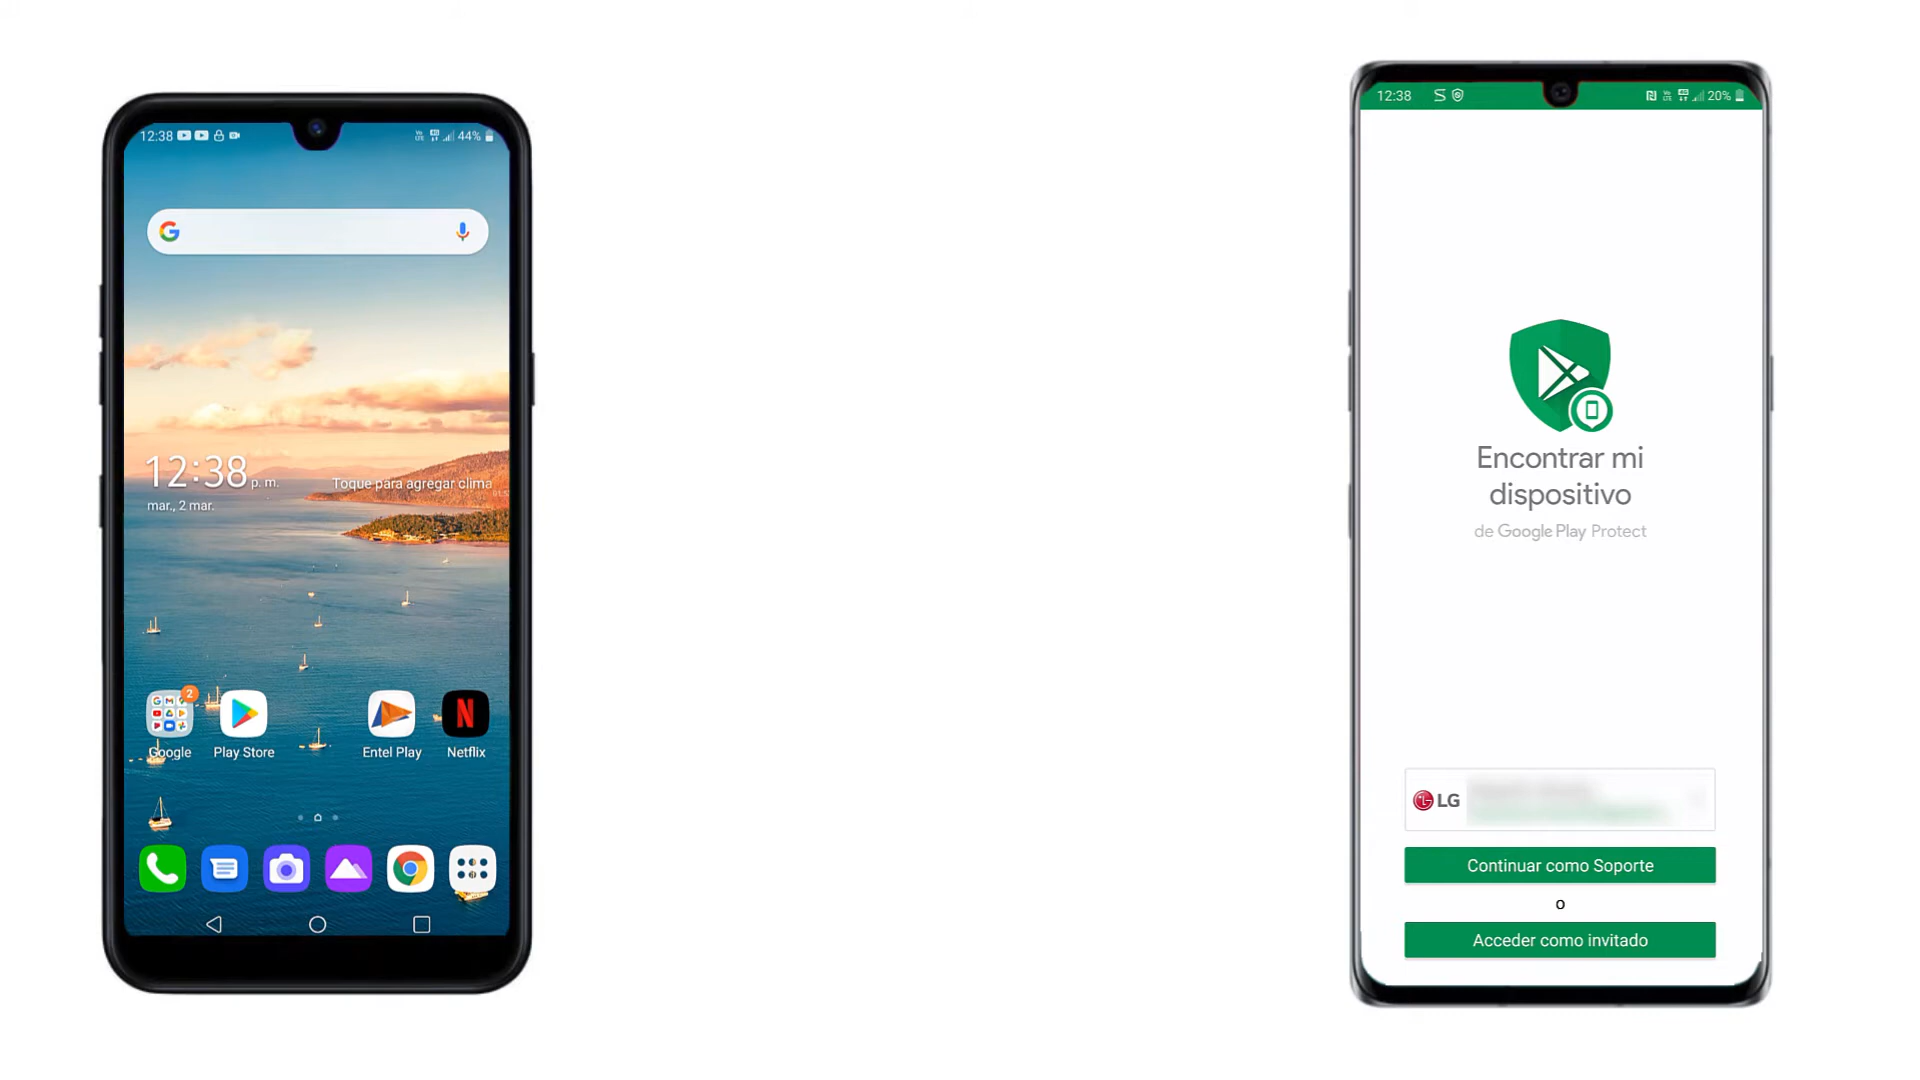 12:38
44%
12:38 p. m.
Toque para agregar clima
mar., 2 mar.
2
Google
Play Store
Entel Play
Netflix
12:38
20%
Encontrar mi
dispositivo
de Google Play Protect
LG
Continuar como Soporte
o
Acceder como invitado